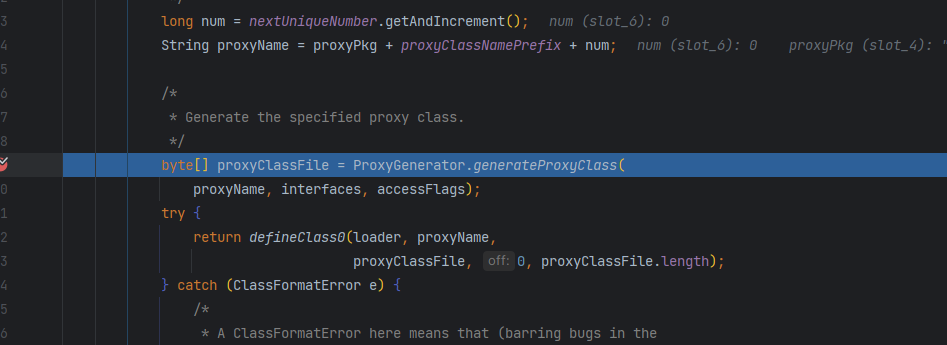 */
3 long num = nextUniqueNumber.getAndIncrement(); num (slot_6): 0
4 String proxyName = proxyPkg + proxyClassNamePrefix + num; num (slot_6): 0 proxyPkg (slot_4): "
5
6 /*
7 * Generate the specified proxy class.
8 */
byte[] proxyClassFile = ProxyGenerator.generateProxyClass(
0 proxyName, interfaces, accessFlags);
1 try {
2 return defineClass0(loader, proxyName,
3 proxyClassFile, off: 0, proxyClassFile.length);
4 } catch (ClassFormatError e) {
5 /*
6 * A ClassFormatError here means that (barring bugs in the